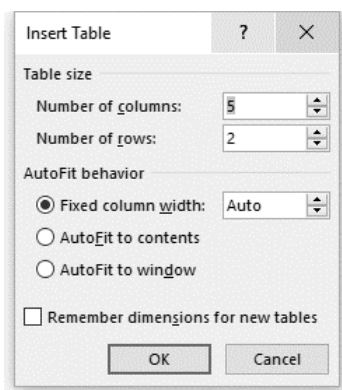 Insert Table ?
Table size
Number of columns: 5
Number of rows: 2
AutoFit behavior
Fixed column width: Auto
AutoFit to contents
AutoFit to window
Remember dimensions for new tables
OK Cancel